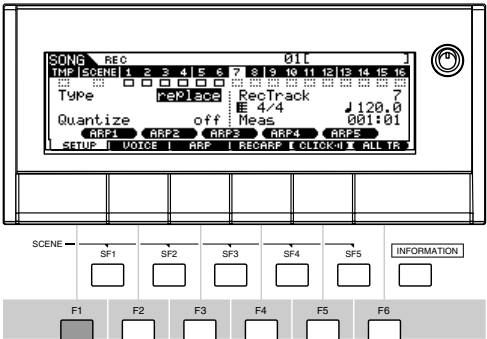 SONG REC 01[ ]
TMP SCENE 1 2 3 4 5 6 7 8 9 10 11 12 13 14 15 16
Type replace RecTrack 7
4/4 ♩120.0
Quantize off Meas 001:01
ARP1 ARP2 ARP3 ARP4 ARP5
SETUP VOICE ARP RECARP CLICK ALL TR
SCENE
SF1 SF2 SF3 SF4 SF5 INFORMATION
F1 F2 F3 F4 F5 F6